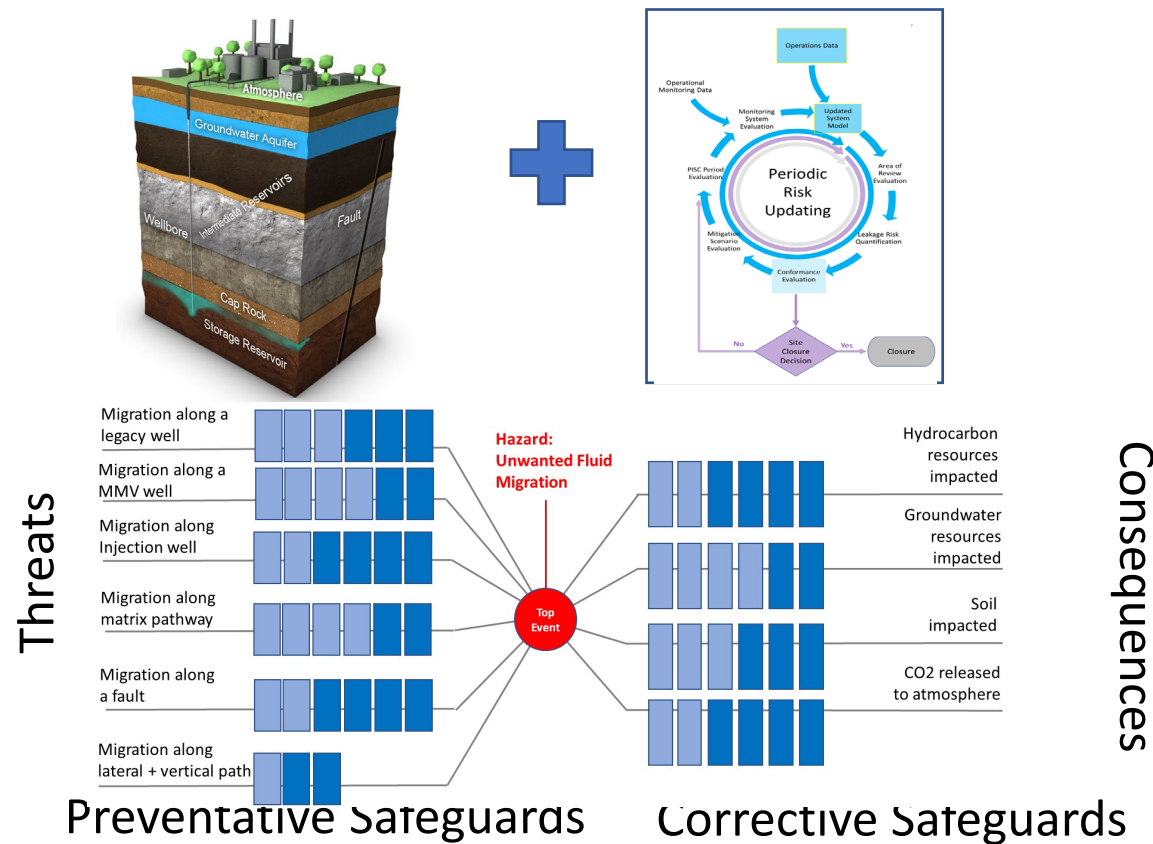 Atmosphere
Groundwater Aquifer
Intermediate Reservoirs
Wellbore
Fault
Cap Rock
Storage Reservoir
Operations Data
Operational
Monitoring Data
Monitoring
System
Evaluation
Updated
System
Model
PISC Period
Evaluation
Area of
Review
Evaluation
Periodic
Risk
Updating
Mitigation
Scenario
Evaluation
Leakage Risk
Quantification
Conformance
Evaluation
No
Site
Closure
Decision
Yes
Closure
Threats
Migration along a
legacy well
Migration along a
MMV well
Migration along
Injection well
Migration along
matrix pathway
Migration along
a fault
Migration along
lateral + vertical path
Hazard:
Unwanted Fluid
Migration
Top
Event
Hydrocarbon
resources
impacted
Groundwater
resources
impacted
Soil
impacted
CO2 released
to atmosphere
Consequences
Preventative Safeguards
Corrective Safeguards